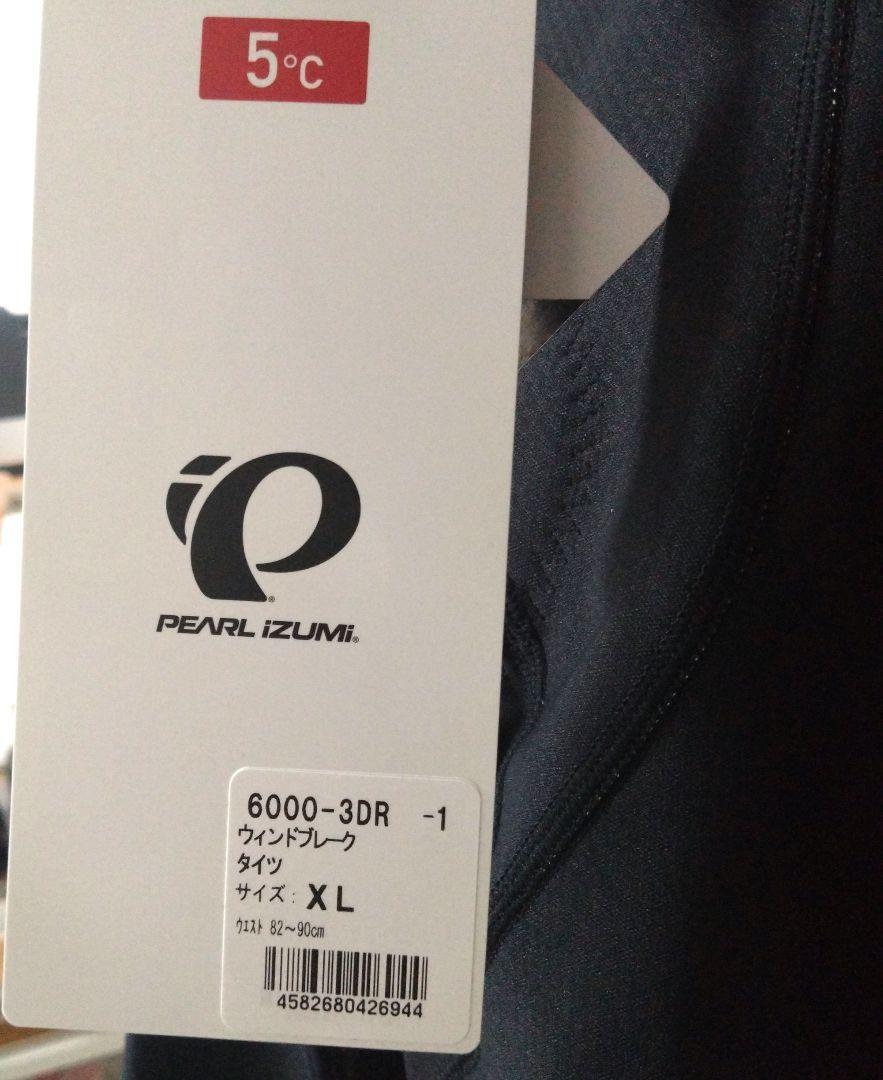 5°C
PEARL iZUMi®
6000-3DR -1
ウィンドブレーク
タイツ
サイズ: XL
ウエスト 82〜90cm
4582680426944